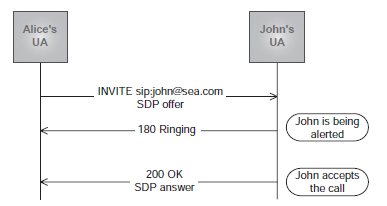 Alice's
UA
John's
UA
INVITE sip:john@sea.com
SDP offer
180 Ringing
John is being
alerted
200 OK
SDP answer
John accepts
the call